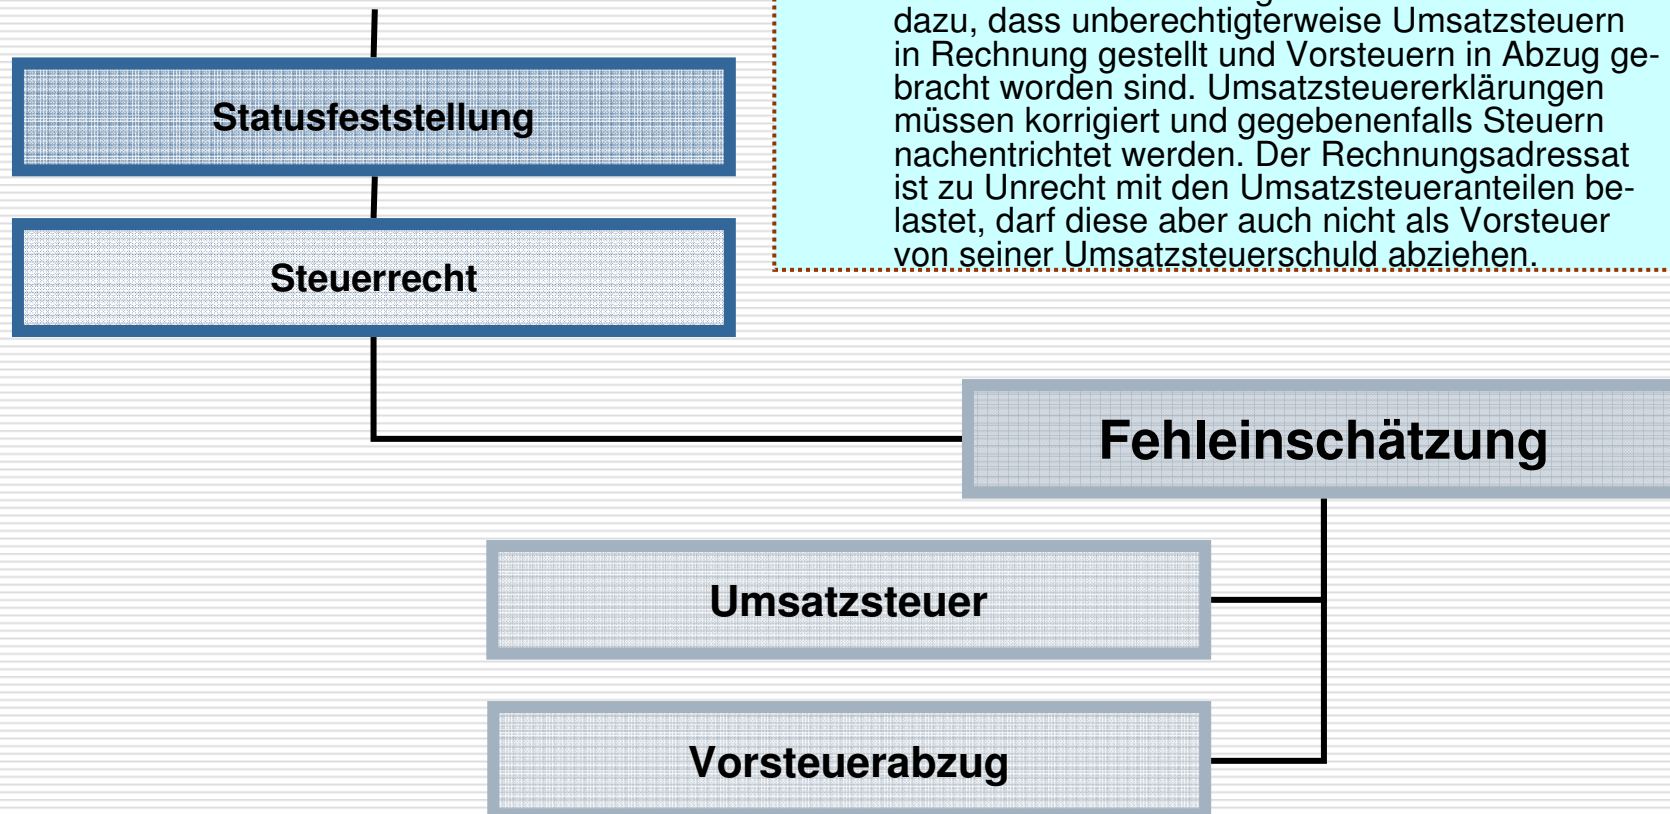 dazu, dass unberechtigterweise Umsatzsteuern
in Rechnung gestellt und Vorsteuern in Abzug ge-
bracht worden sind. Umsatzsteuererklärungen
müssen korrigiert und gegebenenfalls Steuern
nachentrichtet werden. Der Rechnungsadressat
ist zu Unrecht mit den Umsatzsteueranteilen be-
lastet, darf diese aber auch nicht als Vorsteuer
von seiner Umsatzsteuerschuld abziehen.
Statusfeststellung
Steuerrecht
Fehleinschätzung
Umsatzsteuer
Vorsteuerabzug